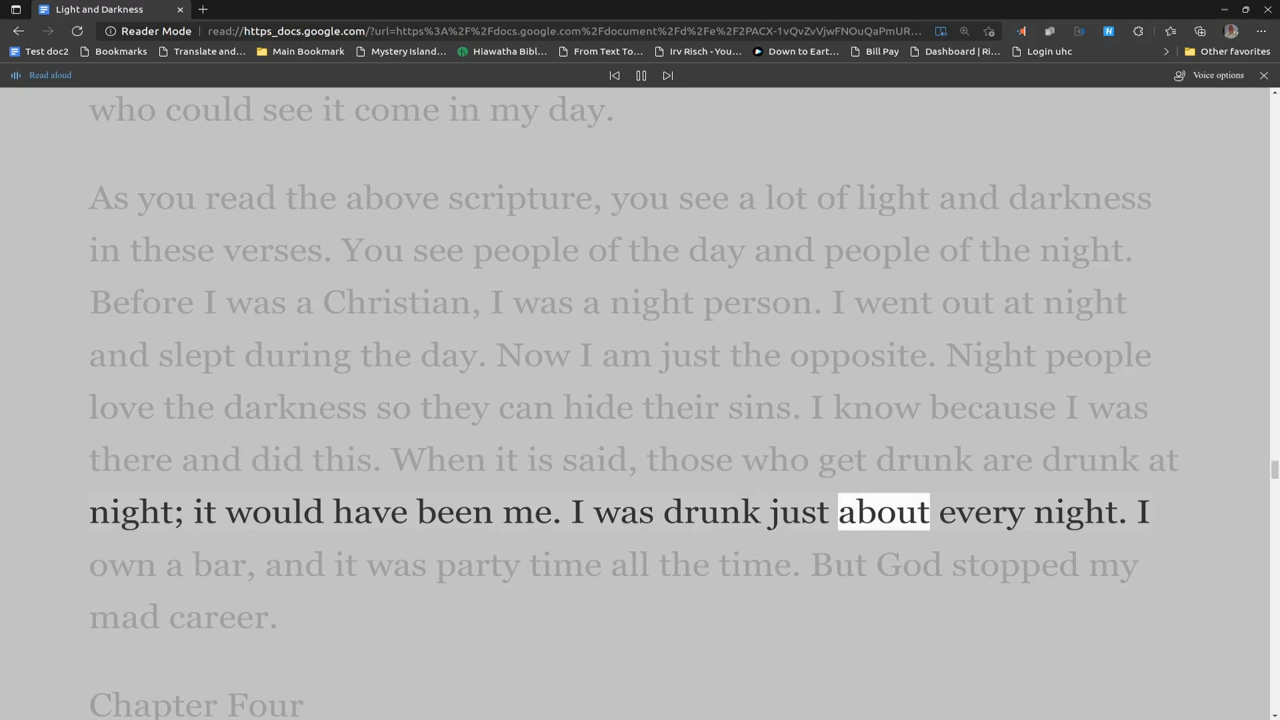 Light and Darkness
Reader Mode
read://https_docs.google.com/?url=https%3A%2F%2Fdocs.google.com%2Fdocument%2Fd%2Fe%2F2PACX-1vQvZvVjwFNOuQaPmUR...
Test doc2 Bookmarks Translate and... Main Bookmark Mystery Island... Hiawatha Bibl... From Text To... Irv Risch - You... Down to Ear... Bill Pay Dashboard | Ri... Login uhc Other favorites
Read aloud Voice options
who could see it come in my day.
As you read the above scripture, you see a lot of light and darkness
in these verses. You see people of the day and people of the night.
Before I was a Christian, I was a night person. I went out at night
and slept during the day. Now I am just the opposite. Night people
love the darkness so they can hide their sins. I know because I was
there and did this. When it is said, those who get drunk are drunk at
night; it would have been me. I was drunk just about every night. I
own a bar, and it was party time all the time. But God stopped my
mad career.
Chapter Four